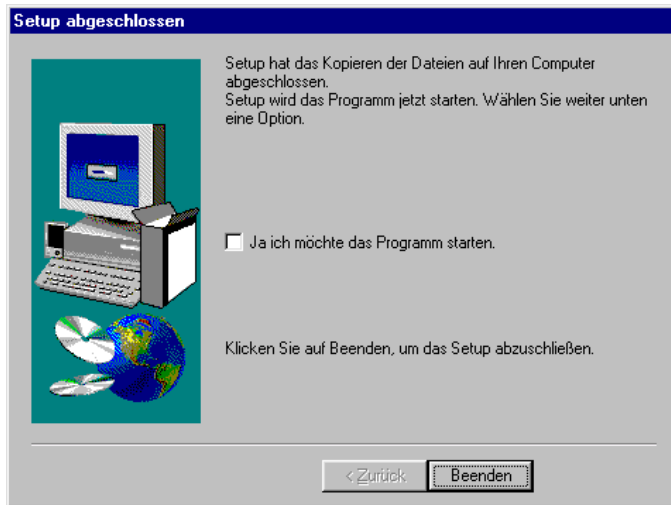 Setup abgeschlossen
Setup hat das Kopieren der Dateien auf Ihren Computer
abgeschlossen.
Setup wird das Programm jetzt starten. Wählen Sie weiter unten
eine Option.
Ja ich möchte das Programm starten.
Klicken Sie auf Beenden, um das Setup abzuschließen.
< Zurück
Beenden